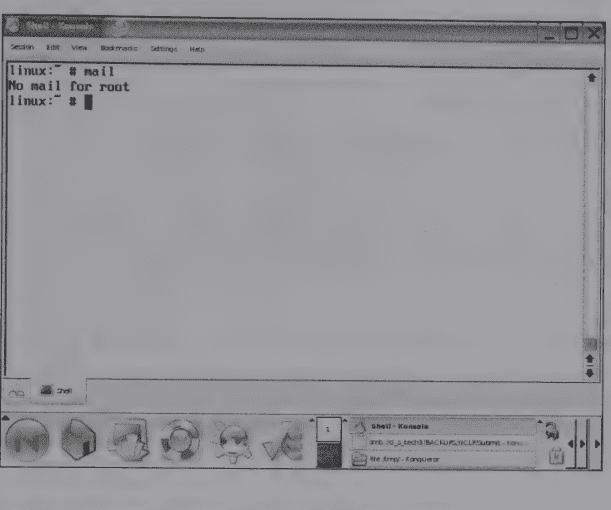 Shell - Konsole
Session Edit View Bookmarks Settings Help
linux:~ # mail
No mail for root
linux:~ #
Shell
1
Shell - Konsole
file:/tmp/ - Konqueror